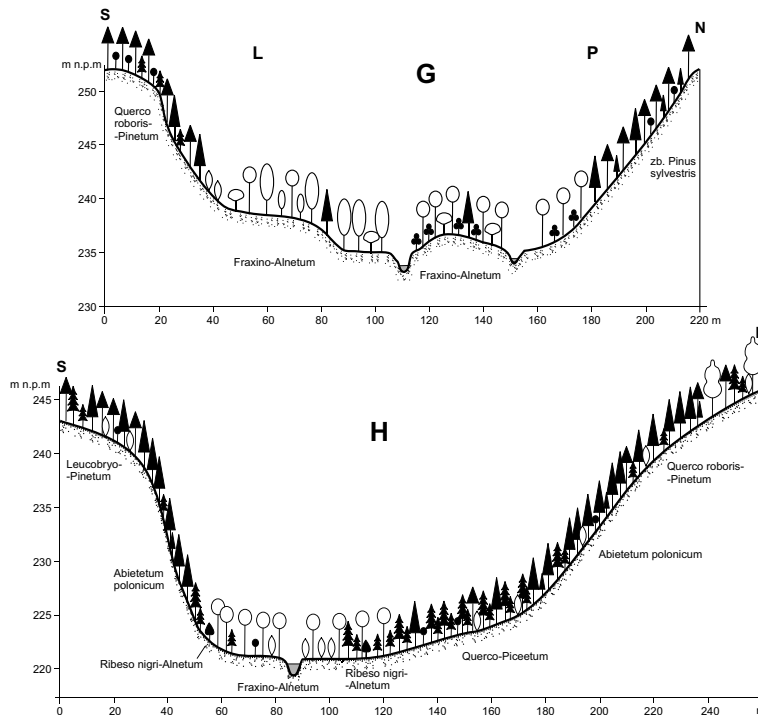 S
L
G
P
N
m n.p.m
250
245
240
235
230
Querco
roboris-
-Pinetum
Fraxino-Alnetum
Fraxino-Alnetum
zb. Pinus
sylvestris
0 20 40 60 80 100 120 140 160 180 200 220 m
S
H
m n.p.m
245
240
235
230
225
220
Leucobryo-
-Pinetum
Abietetum
polonicum
Ribeso nigri-Alnetum
Fraxino-Alnetum
Ribeso nigri-
-Alnetum
Querco-Piceetum
Abietetum polonicum
Querco roboris-
-Pinetum
0 20 40 60 80 100 120 140 160 180 200 220 240